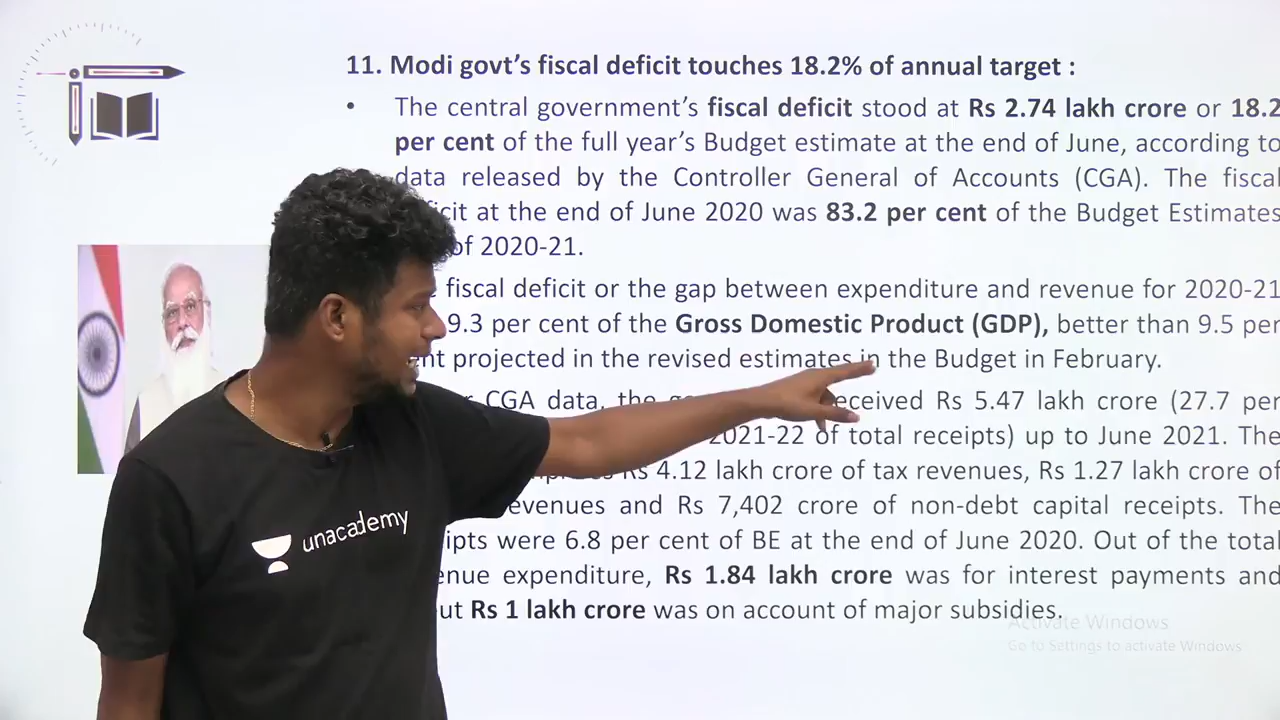 11. Modi govt's fiscal deficit touches 18.2% of annual target :
• The central government's fiscal deficit stood at Rs 2.74 lakh crore or 18.2
per cent of the full year's Budget estimate at the end of June, according to
data released by the Controller General of Accounts (CGA). The fiscal
icit at the end of June 2020 was 83.2 per cent of the Budget Estimates
of 2020-21.
fiscal deficit or the gap between expenditure and revenue for 2020-21
9.3 per cent of the Gross Domestic Product (GDP), better than 9.5 per
nt projected in the revised estimates in the Budget in February.
CGA data, the eceived Rs 5.47 lakh crore (27.7 per
2021-22 of total receipts) up to June 2021. The
Rs 4.12 lakh crore of tax revenues, Rs 1.27 lakh crore of
evenues and Rs 7,402 crore of non-debt capital receipts. The
ipts were 6.8 per cent of BE at the end of June 2020. Out of the total
enue expenditure, Rs 1.84 lakh crore was for interest payments and
ut Rs 1 lakh crore was on account of major subsidies.
Activate Windows
Go to Settings to activate Windows
unacademy